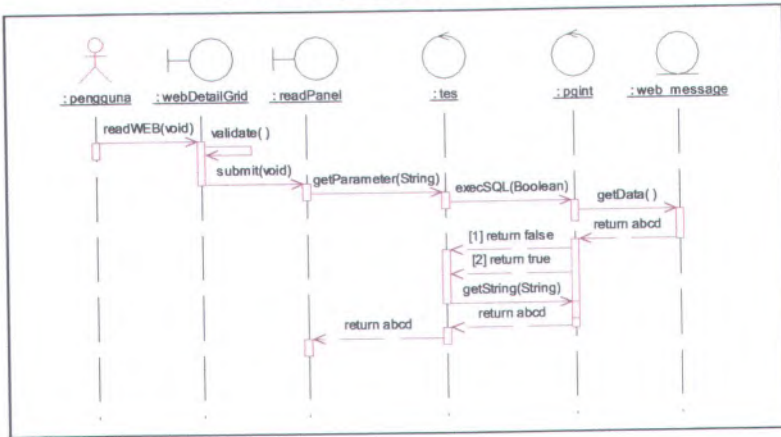 : pengguna
: webDetailGrid
: readPanel
: tes
: pgint
: web_message
readWEB(void)
validate( )
submit(void)
getParameter(String)
execSQL(Boolean)
getData( )
return abcd
[1] return false
[2] return true
getString(String)
return abcd
return abcd